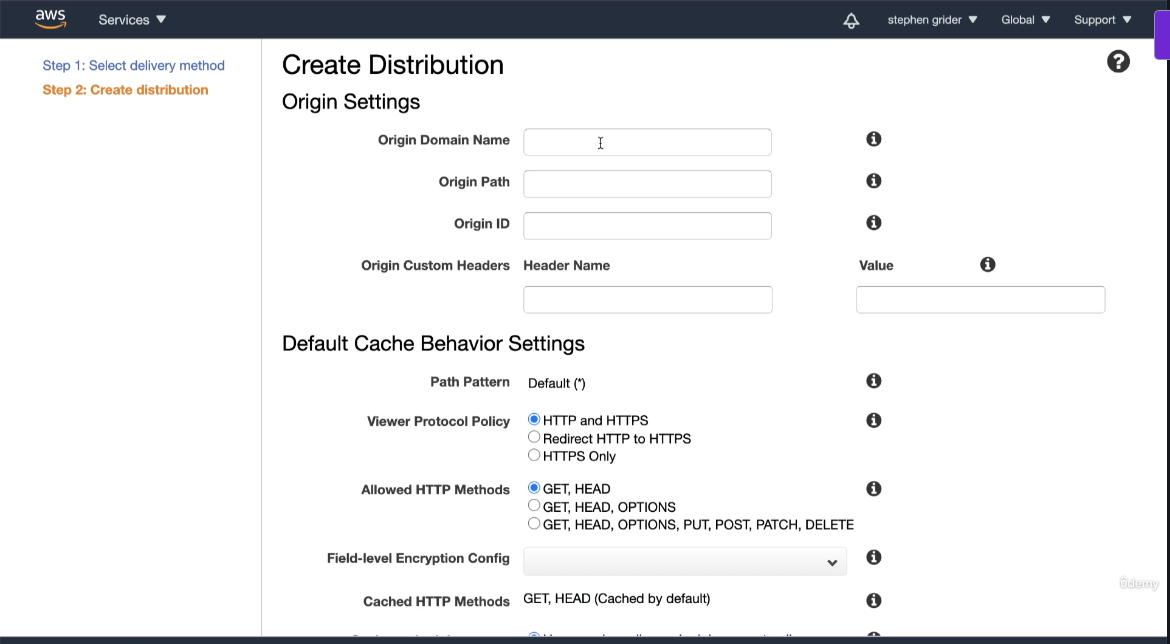 aws
Services
stephen grider
Global
Support
Step 1: Select delivery method
Step 2: Create distribution
Create Distribution
Origin Settings
Origin Domain Name
Origin Path
Origin ID
Origin Custom Headers
Header Name
Value
Default Cache Behavior Settings
Path Pattern
Default (*)
Viewer Protocol Policy
HTTP and HTTPS
Redirect HTTP to HTTPS
HTTPS Only
Allowed HTTP Methods
GET, HEAD
GET, HEAD, OPTIONS
GET, HEAD, OPTIONS, PUT, POST, PATCH, DELETE
Field-level Encryption Config
Cached HTTP Methods
GET, HEAD (Cached by default)
Udemy